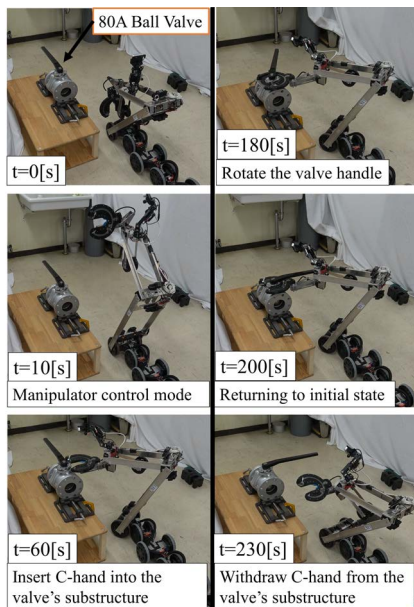 80A Ball Valve
t=0[s]
t=10[s]
Manipulator control mode
t=60[s]
Insert C-hand into the
valve's substructure
t=180[s]
Rotate the valve handle
t=200[s]
Returning to initial state
t=230[s]
Withdraw C-hand from the
valve's substructure